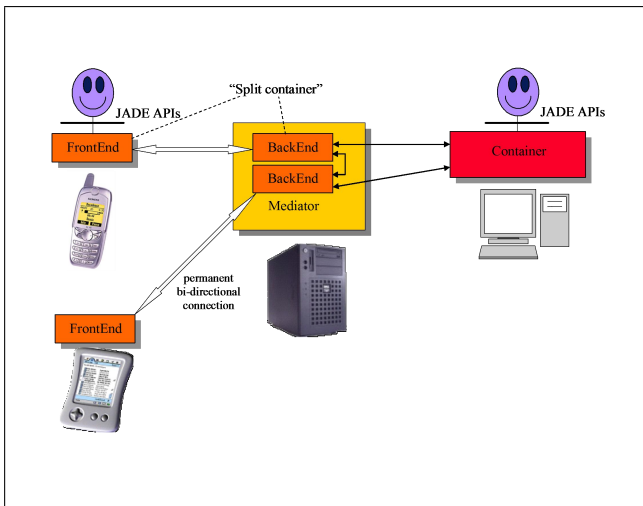 “Split container”
JADE APIs
JADE APIs
FrontEnd
BackEnd
Container
BackEnd
Mediator
permanent
bi-directional
connection
FrontEnd